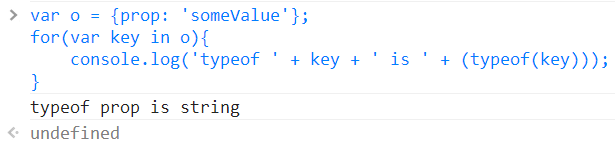 > var o = {prop: 'someValue'};
for(var key in o){
    console.log('typeof ' + key + ' is ' + (typeof(key)));
}
typeof prop is string
undefined